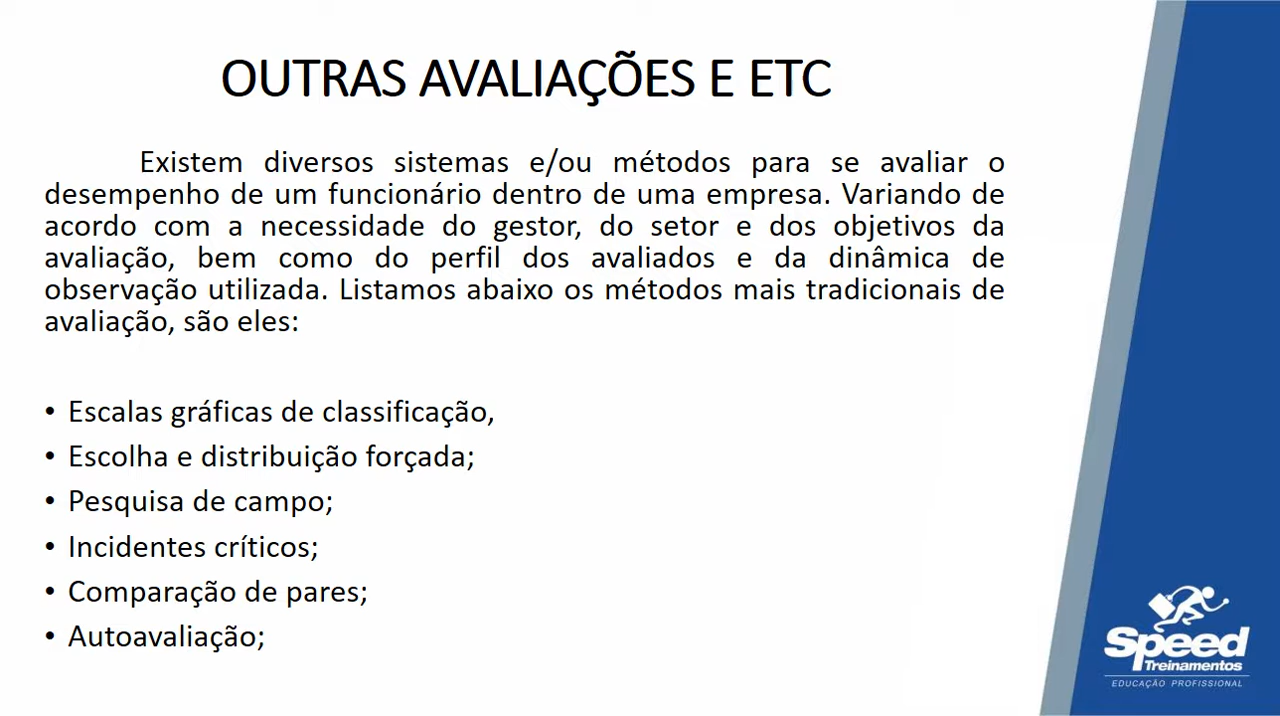 OUTRAS AVALIAÇÕES E ETC
Existem diversos sistemas e/ou métodos para se avaliar o
desempenho de um funcionário dentro de uma empresa. Variando de
acordo com a necessidade do gestor, do setor e dos objetivos da
avaliação, bem como do perfil dos avaliados e da dinâmica de
observação utilizada. Listamos abaixo os métodos mais tradicionais de
avaliação, são eles:
• Escalas gráficas de classificação,
• Escolha e distribuição forçada;
• Pesquisa de campo;
• Incidentes críticos;
• Comparação de pares;
• Autoavaliação;
Speed
Treinamentos
EDUCAÇÃO PROFISSIONAL